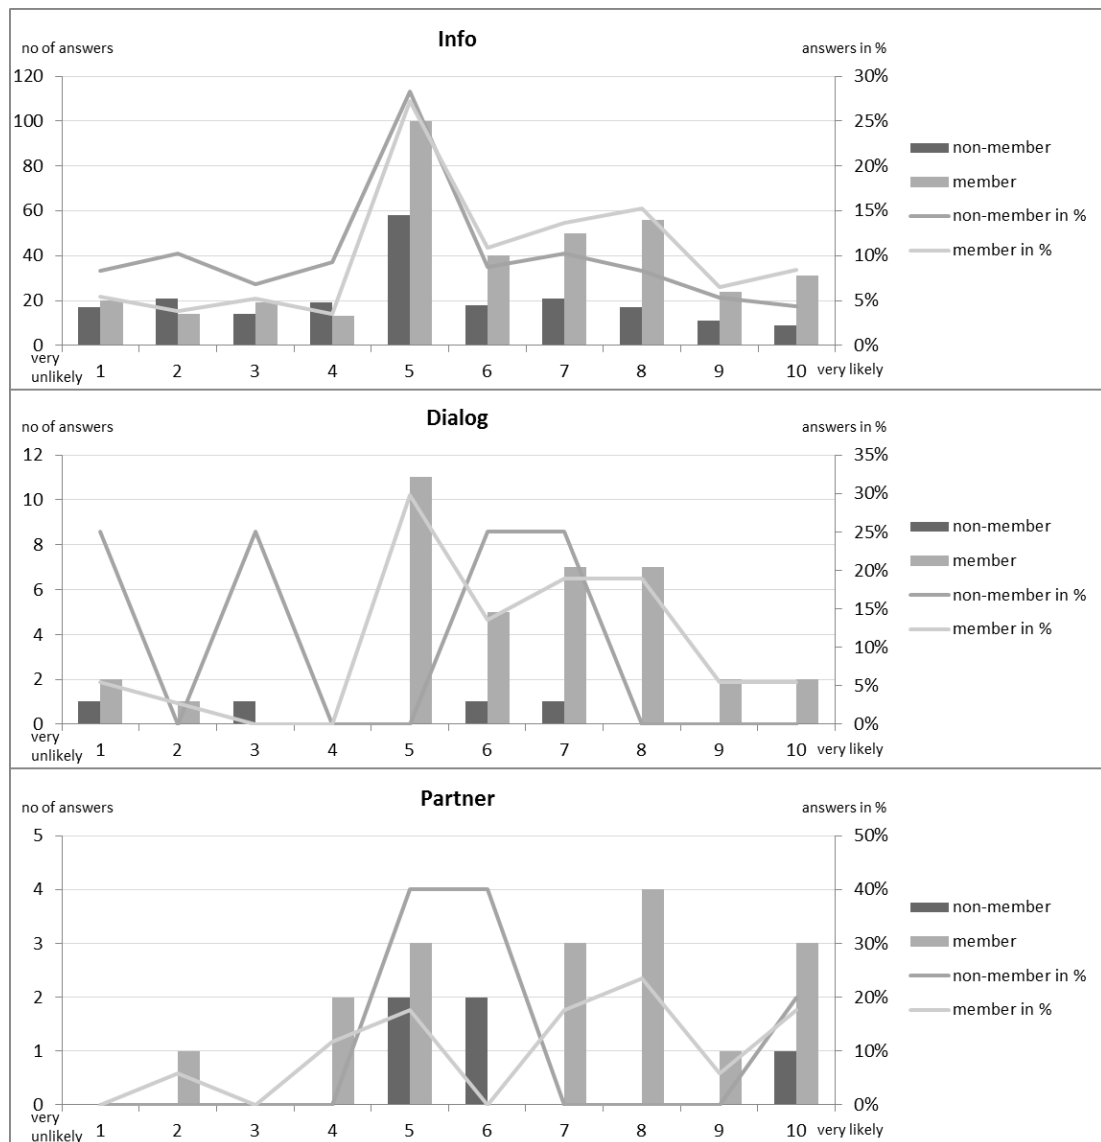 Info
no of answers
answers in %
120 30%
100 25%
80 20%
60 15%
40 10%
20 5%
0 0%
very unlikely 1 2 3 4 5 6 7 8 9 10 very likely
non-member
member
non-member in %
member in %
Dialog
no of answers
answers in %
12 35%
30%
10
25%
8
20%
6
15%
4
10%
2
5%
0 0%
very unlikely 1 2 3 4 5 6 7 8 9 10 very likely
non-member
member
non-member in %
member in %
Partner
no of answers
answers in %
5 50%
4 40%
3 30%
2 20%
1 10%
0 0%
very unlikely 1 2 3 4 5 6 7 8 9 10 very likely
non-member
member
non-member in %
member in %